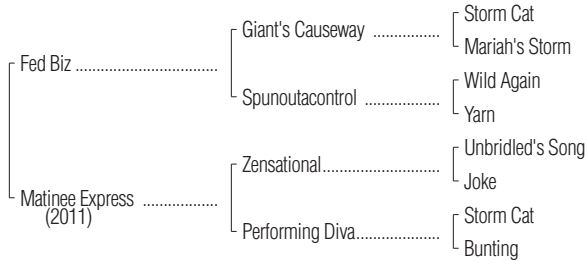 Storm Cat
Giant's Causeway ................
Mariah's Storm
Fed Biz ..................................
Wild Again
Spunoutacontrol ..................
Yarn
Unbridled's Song
Zensational............................
Joke
Matinee Express ..................
(2011)
Storm Cat
Performing Diva....................
Bunting